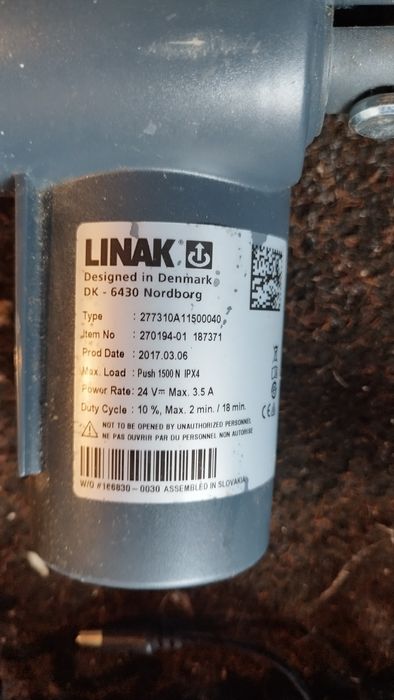 LINAK
Designed in Denmark
DK - 6430 Nordborg
Type : 277310A11500040
Item No : 270194-01 187371
Prod Date : 2017.03.06
Max. Load : Push 1500 N IPX4
Power Rate: 24 V⎓ Max. 3.5 A
Duty Cycle : 10 %, Max. 2 min. / 18 min.
NOT TO BE OPENED BY UNAUTHORIZED PERSONNEL
NE PAS OUVRIR PAR DU PERSONNEL NON AUTORISE
W/O #166830-0030 ASSEMBLED IN SLOVAKIA
CE